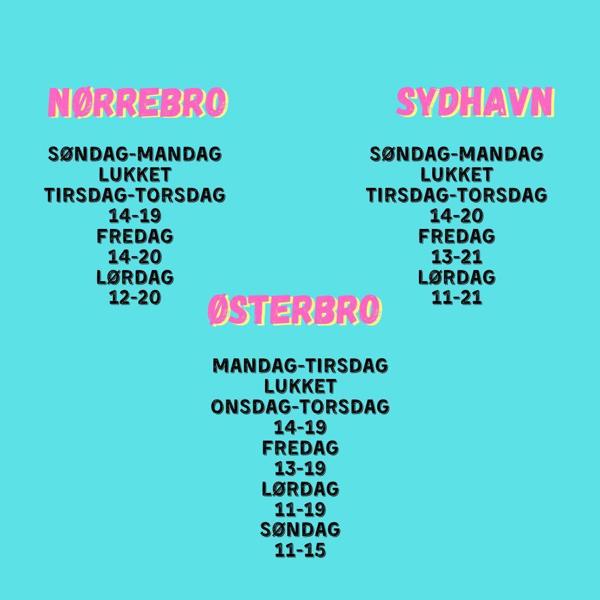 NØRREBRO
SØNDAG-MANDAG
LUKKET
TIRSDAG-TORSDAG
14-19
FREDAG
14-20
LØRDAG
12-20
SYDHAVN
SØNDAG-MANDAG
LUKKET
TIRSDAG-TORSDAG
14-20
FREDAG
13-21
LØRDAG
11-21
ØSTERBRO
MANDAG-TIRSDAG
LUKKET
ONSDAG-TORSDAG
14-19
FREDAG
13-19
LØRDAG
11-19
SØNDAG
11-15